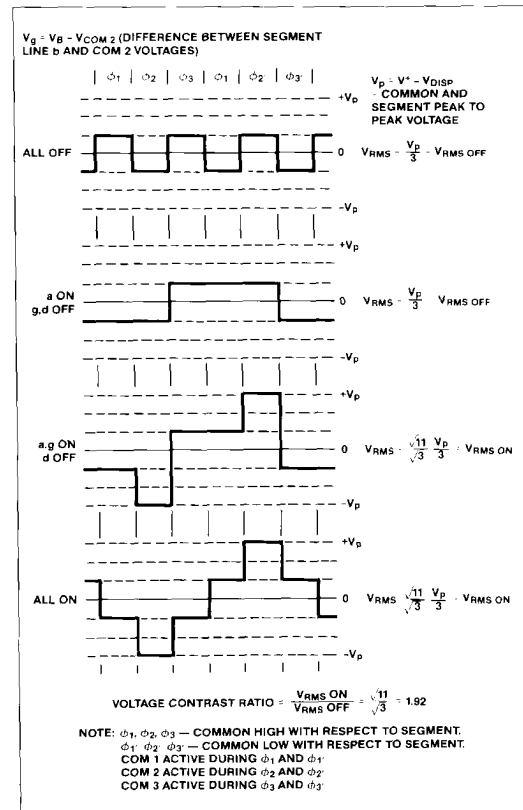 Vg = VB - VCOM 2 (DIFFERENCE BETWEEN SEGMENT
LINE b AND COM 2 VOLTAGES)
ϕ1 ϕ2 ϕ3 ϕ1' ϕ2' ϕ3'
Vp = V+ - VDISP
- COMMON AND
SEGMENT PEAK TO
PEAK VOLTAGE
+Vp
ALL OFF
0
VRMS - Vp/3 - VRMS OFF
-Vp
+Vp
a ON
g,d OFF
0
VRMS - Vp/3 VRMS OFF
-Vp
+Vp
a.g ON
d OFF
0
VRMS - √11/√3 Vp/3 - VRMS ON
-Vp
+Vp
ALL ON
0
VRMS √11/√3 Vp/3 - VRMS ON
-Vp
VOLTAGE CONTRAST RATIO = VRMS ON/VRMS OFF = √11/√3 = 1.92
NOTE: ϕ1, ϕ2, ϕ3 — COMMON HIGH WITH RESPECT TO SEGMENT.
ϕ1' ϕ2' ϕ3' — COMMON LOW WITH RESPECT TO SEGMENT.
COM 1 ACTIVE DURING ϕ1 AND ϕ1'
COM 2 ACTIVE DURING ϕ2 AND ϕ2'
COM 3 ACTIVE DURING ϕ3 AND ϕ3'